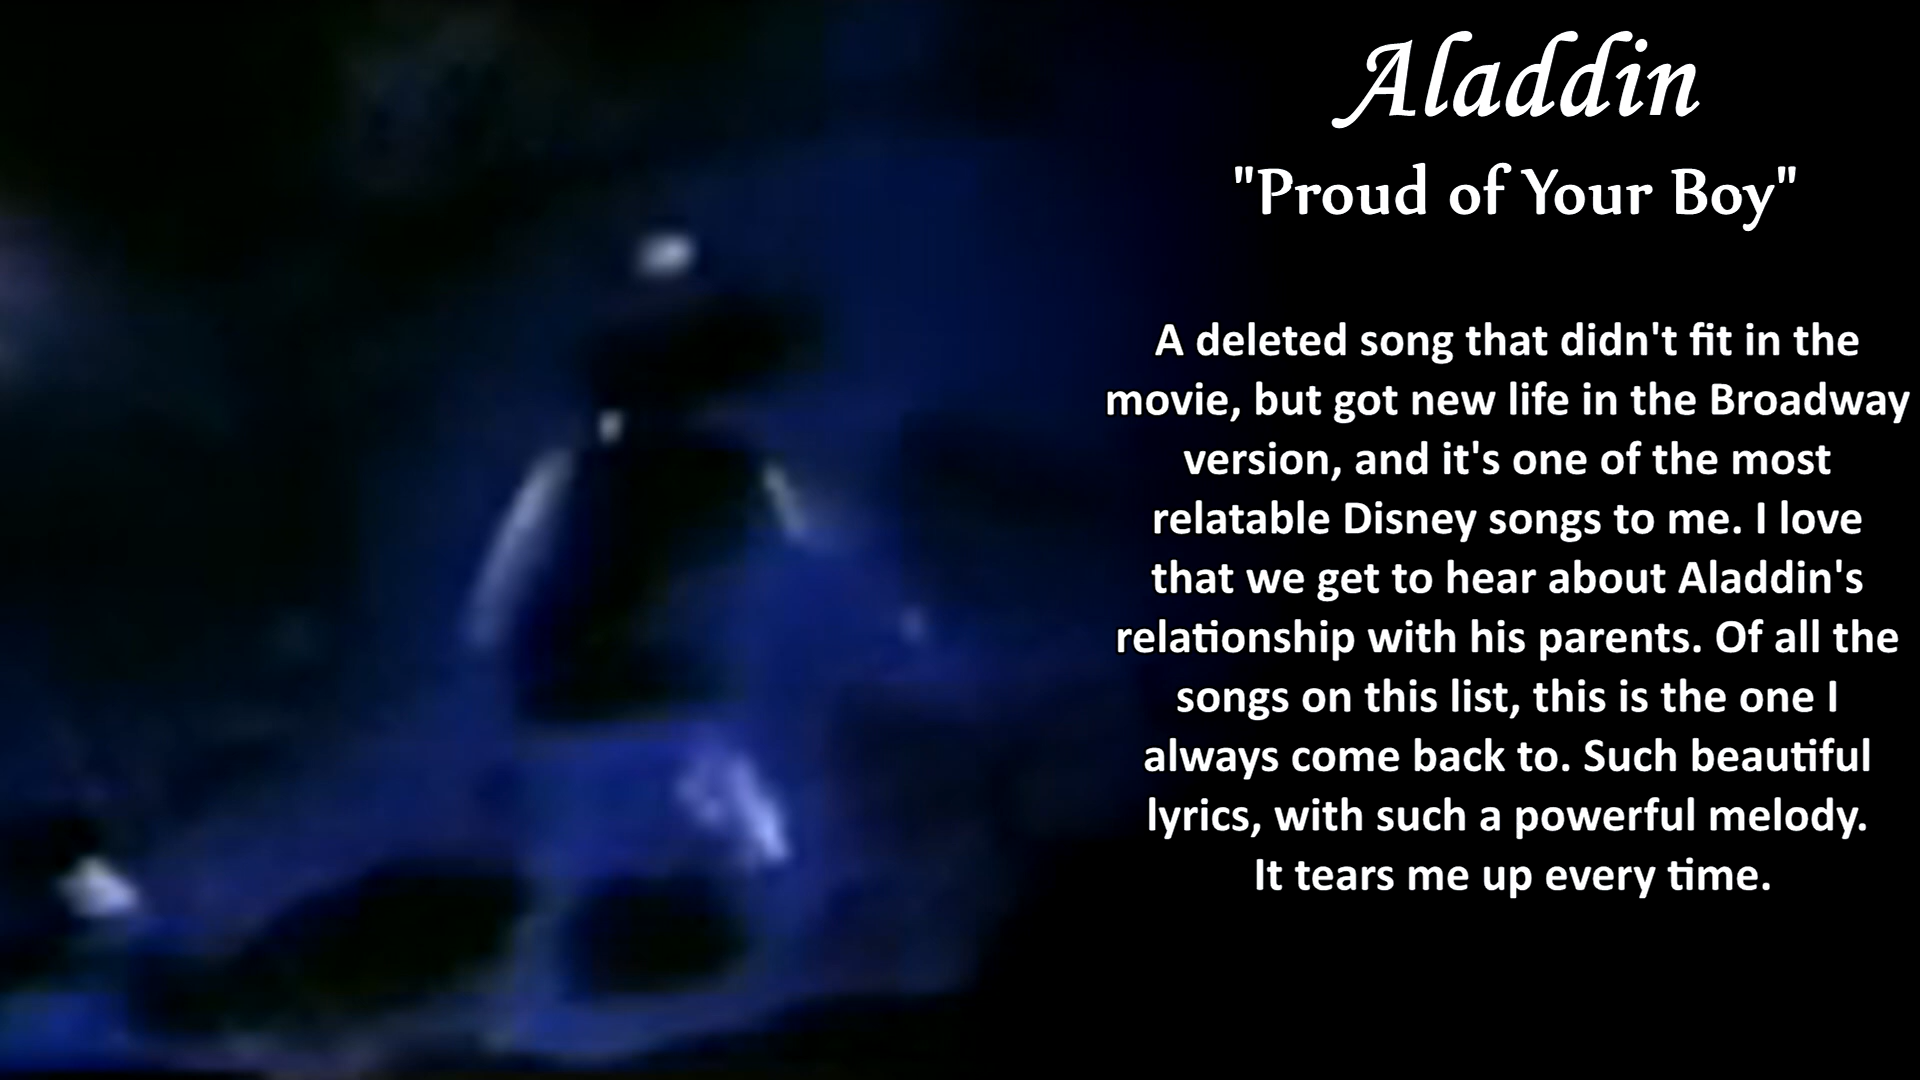 Aladdin
"Proud of Your Boy"
A deleted song that didn't fit in the
movie, but got new life in the Broadway
version, and it's one of the most
relatable Disney songs to me. I love
that we get to hear about Aladdin's
relationship with his parents. Of all the
songs on this list, this is the one I
always come back to. Such beautiful
lyrics, with such a powerful melody.
It tears me up every time.